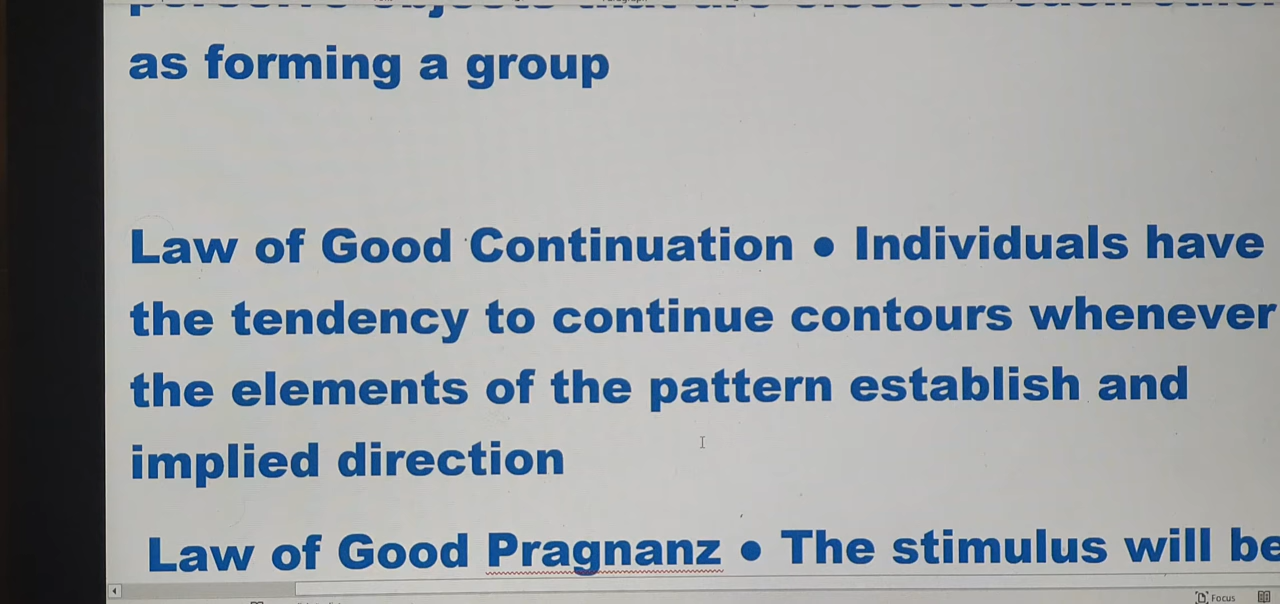 as forming a group
Law of Good Continuation ● Individuals have
the tendency to continue contours whenever
the elements of the pattern establish and
implied direction
Law of Good Pragnanz ● The stimulus will be
Focus